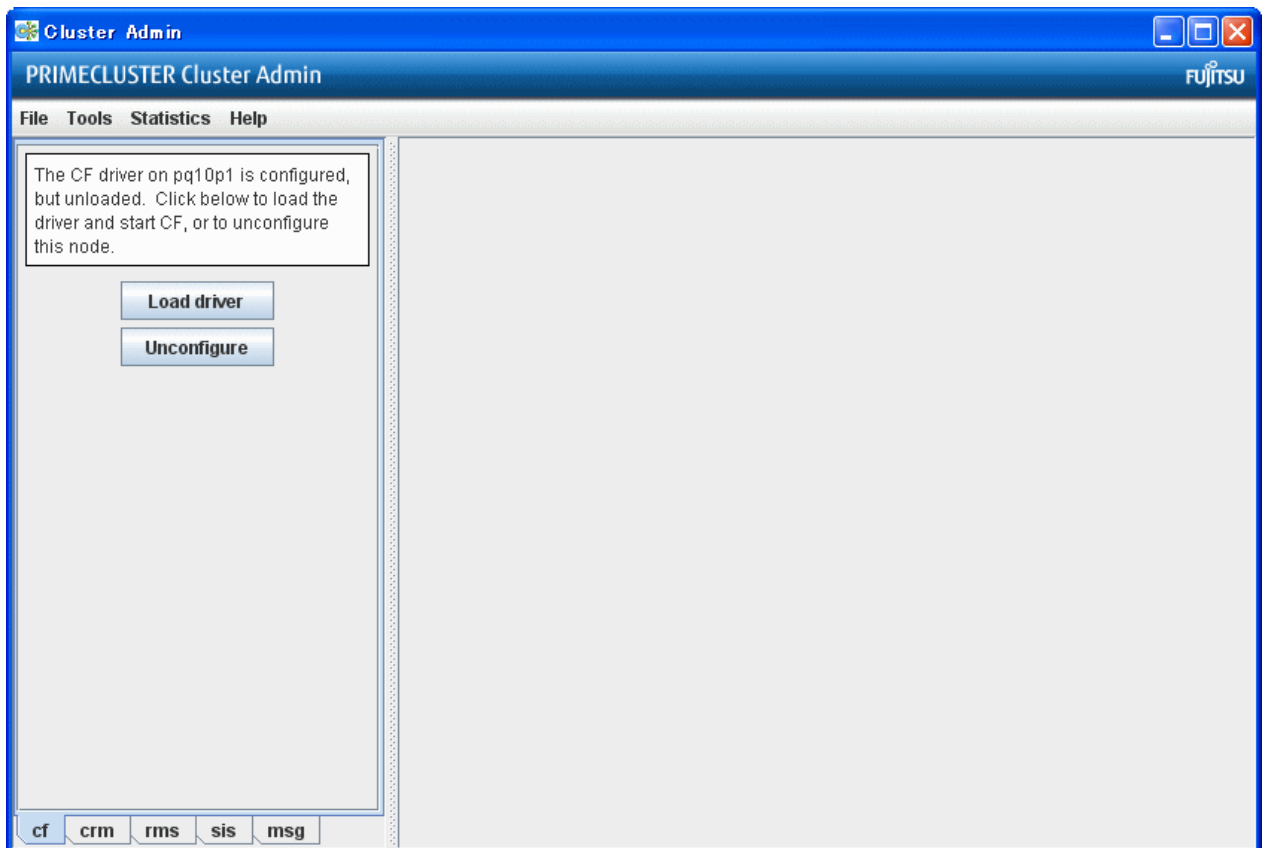 Cluster Admin
PRIMECLUSTER Cluster Admin
FUJITSU
File Tools Statistics Help
The CF driver on pq10p1 is configured,
but unloaded. Click below to load the
driver and start CF, or to unconfigure
this node.
Load driver
Unconfigure
cf crm rms sis msg